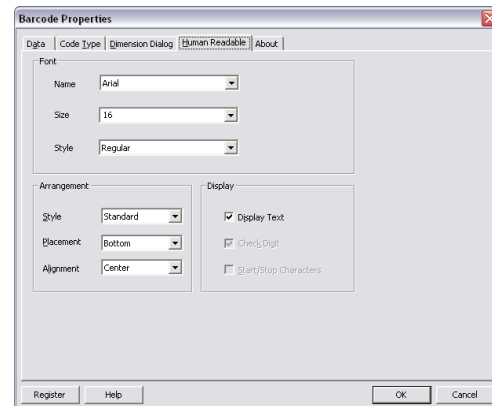 Barcode Properties
Data Code Type Dimension Dialog Human Readable About
Font
Name Arial
Size 16
Style Regular
Arrangement Display
Style Standard Display Text
Placement Bottom Check Digit
Alignment Center Start/Stop Characters
Register Help OK Cancel